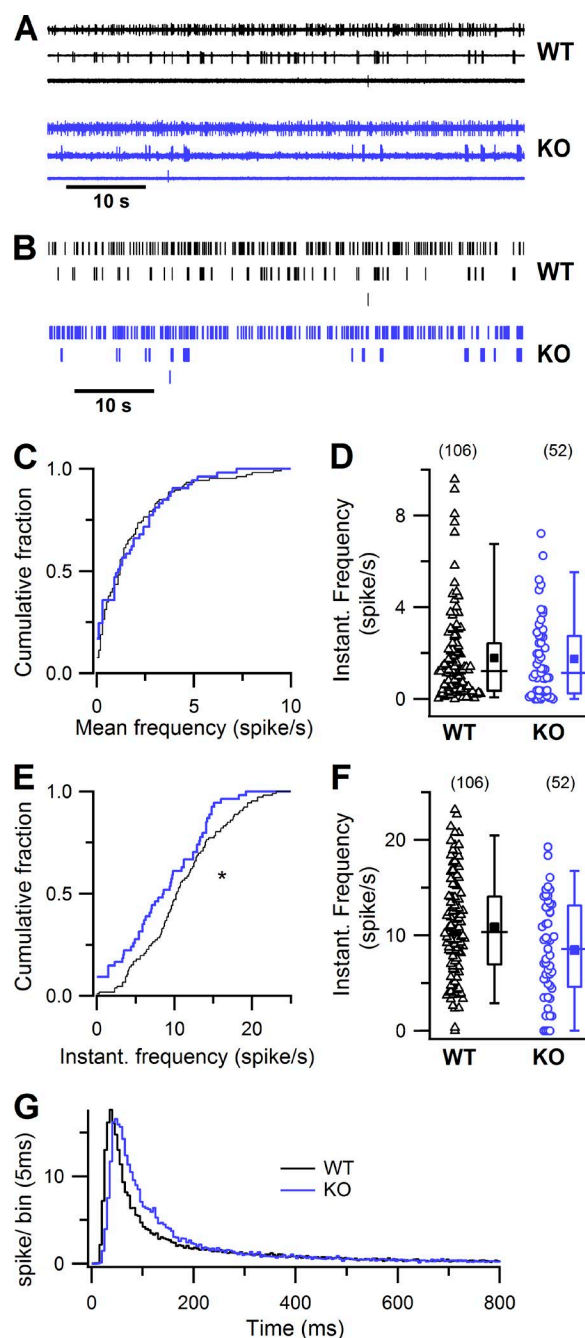 A
WT
KO
10 s
B
WT
KO
10 s
C
Cumulative fraction
1.0
0.5
0.0
0
5
10
Mean frequency (spike/s)
D
(106)
(52)
Instant. Frequency
(spike/s)
8
4
0
WT
KO
E
Cumulative fraction
1.0
0.5
0.0
*
0
10
20
Instant. frequency (spike/s)
F
(106)
(52)
Instant. Frequency
(spike/s)
20
10
0
WT
KO
G
spike/ bin (5ms)
10
0
WT
KO
0
200
400
600
800
Time (ms)